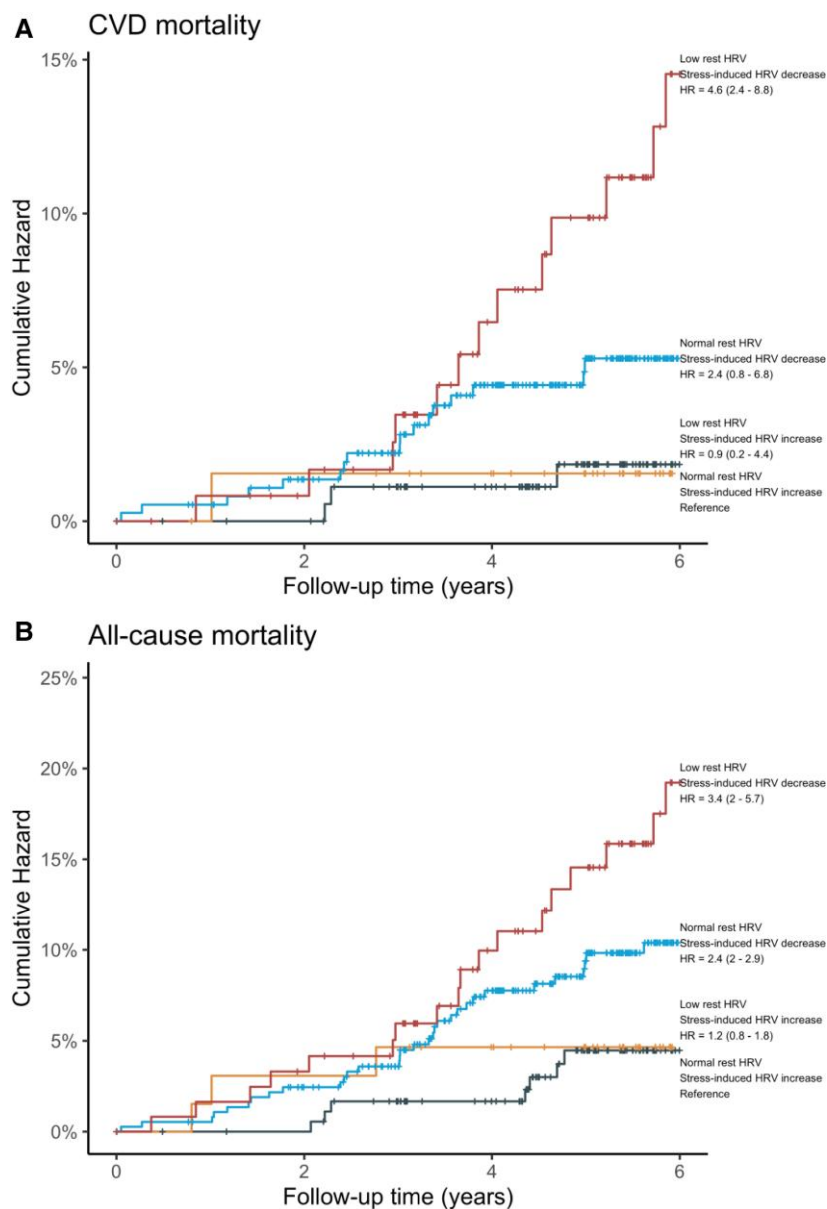 A
CVD mortality
15%
10%
5%
0%
Cumulative Hazard
Low rest HRV
Stress-induced HRV decrease
HR = 4.6 (2.4 - 8.8)
Normal rest HRV
Stress-induced HRV decrease
HR = 2.4 (0.8 - 6.8)
Low rest HRV
Stress-induced HRV increase
HR = 0.9 (0.2 - 4.4)
Normal rest HRV
Stress-induced HRV increase
Reference
0 2 4 6
Follow-up time (years)
B
All-cause mortality
25%
20%
15%
10%
5%
0%
Cumulative Hazard
Low rest HRV
Stress-induced HRV decrease
HR = 3.4 (2 - 5.7)
Normal rest HRV
Stress-induced HRV decrease
HR = 2.4 (2 - 2.9)
Low rest HRV
Stress-induced HRV increase
HR = 1.2 (0.8 - 1.8)
Normal rest HRV
Stress-induced HRV increase
Reference
0 2 4 6
Follow-up time (years)